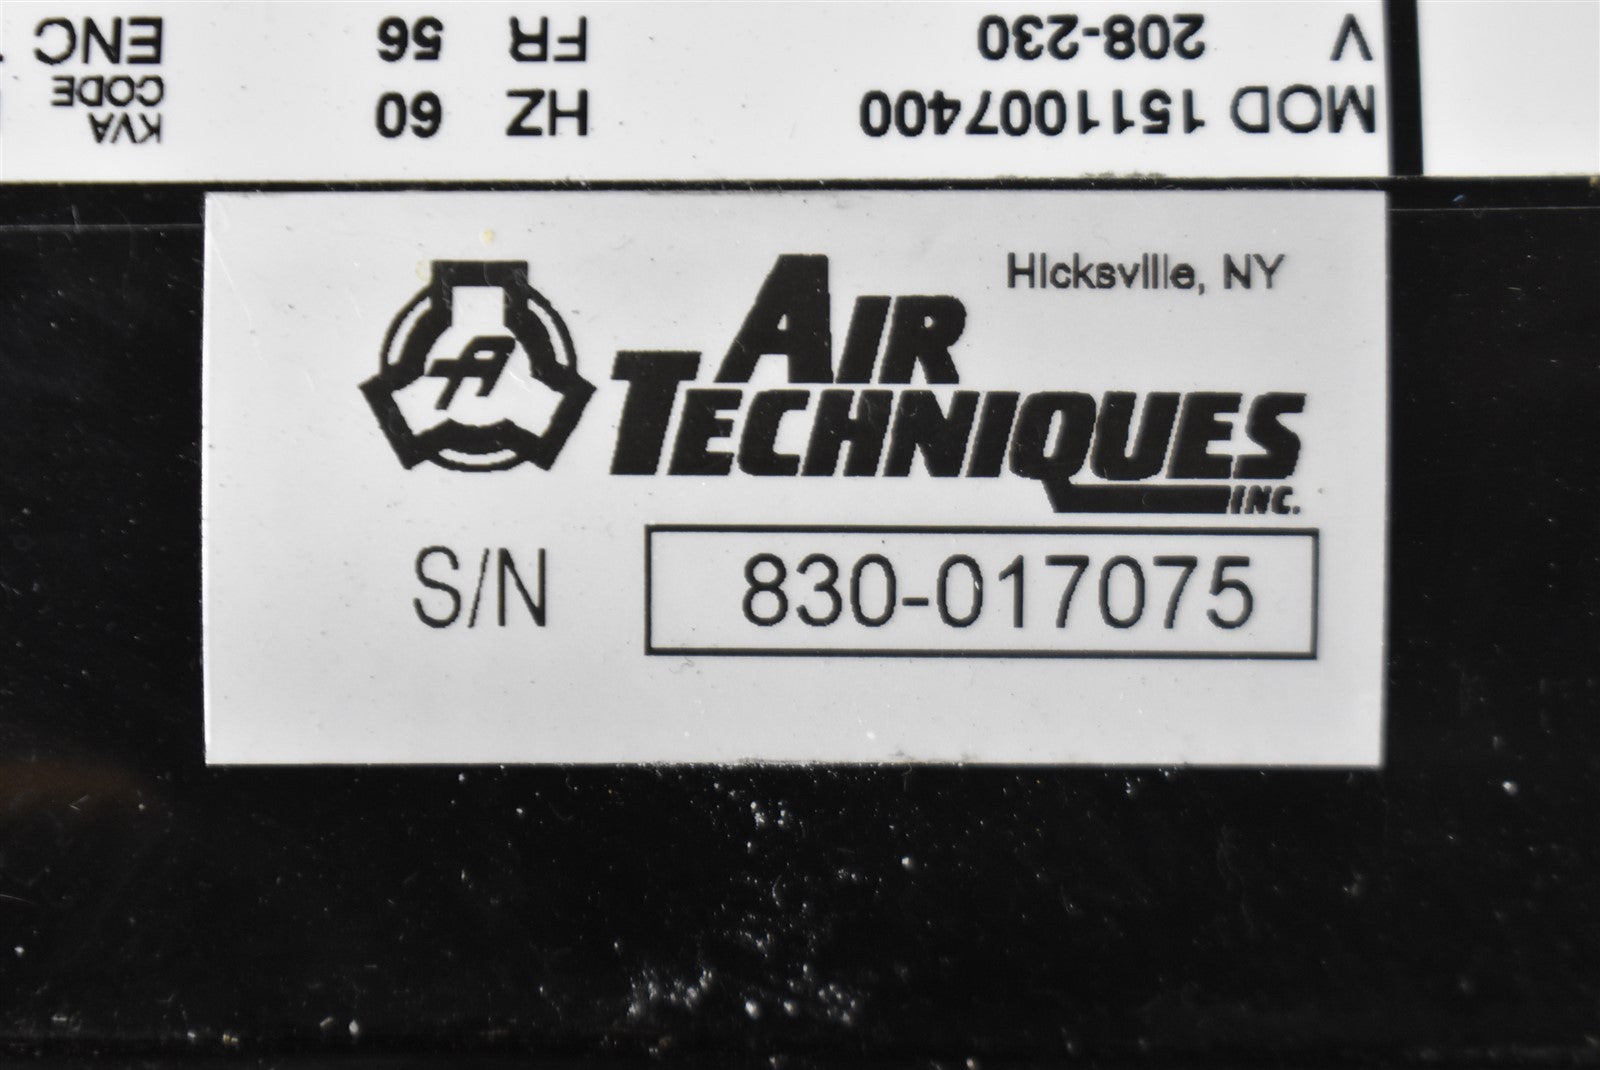 MOD 1511007400 HZ 60 KVA
CODE
V 208-230 FR 56 ENC
Hicksville, NY
AIR
TECHNIQUES
INC.
S/N 830-017075